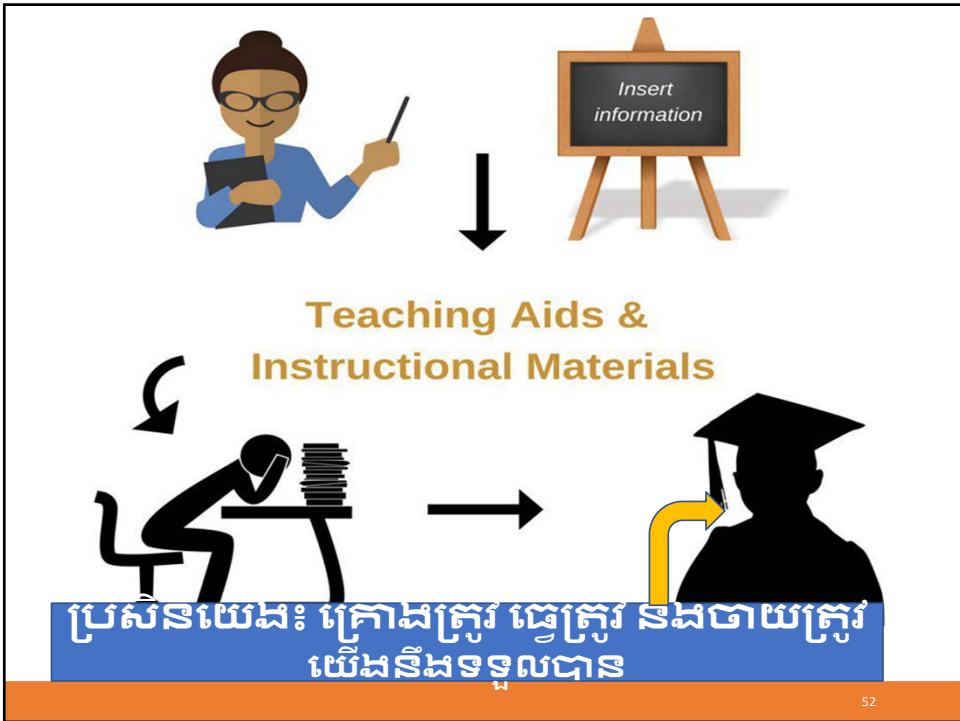 Insert
information
Teaching Aids &
Instructional Materials
ប្រសិនយើង៖ គ្រោងត្រូវ ធ្វើត្រូវ និងចាយត្រូវ
យើងនឹងទទួលបាន
52